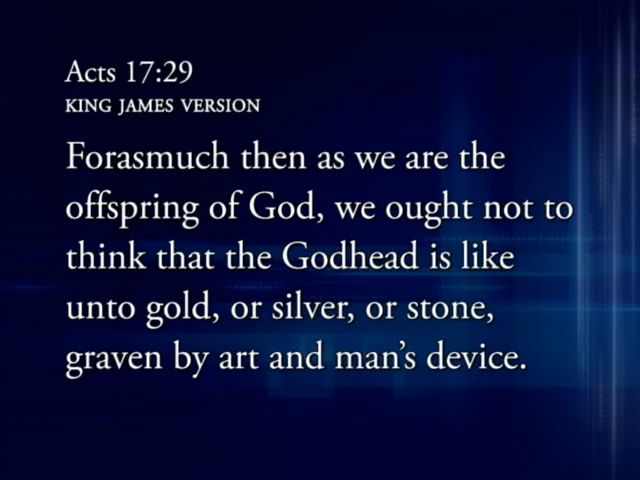 Acts 17:29
KING JAMES VERSION
Forasmuch then as we are the
offspring of God, we ought not to
think that the Godhead is like
unto gold, or silver, or stone,
graven by art and man’s device.